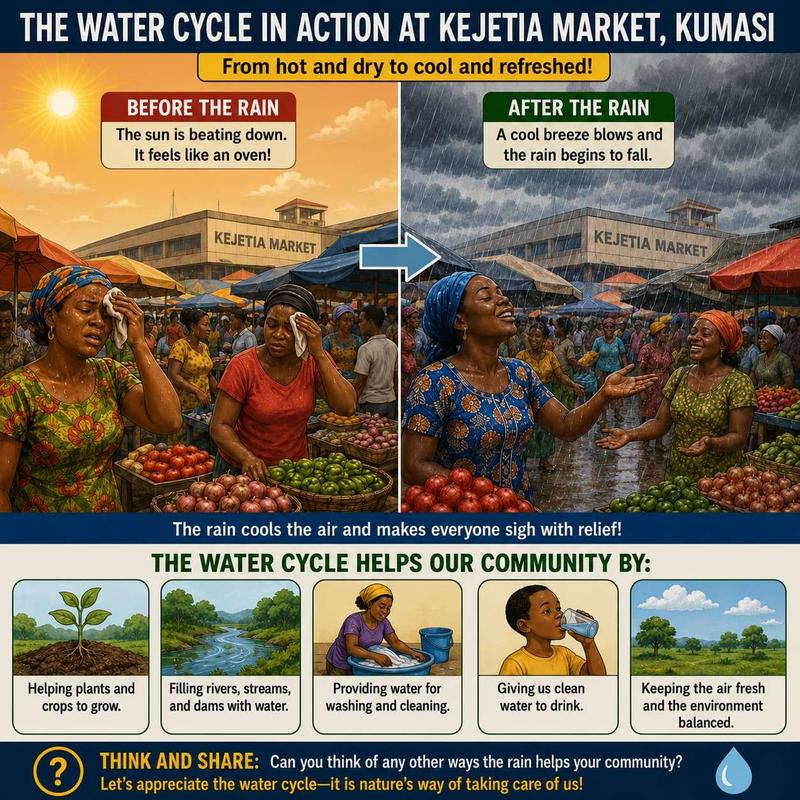 THE WATER CYCLE IN ACTION AT KEJETIA MARKET, KUMASI
From hot and dry to cool and refreshed!
BEFORE THE RAIN
The sun is beating down.
It feels like an oven!
KEJETIA MARKET
AFTER THE RAIN
A cool breeze blows and
the rain begins to fall.
KEJETIA MARKET
The rain cools the air and makes everyone sigh with relief!
THE WATER CYCLE HELPS OUR COMMUNITY BY:
Helping plants and
crops to grow.
Filling rivers, streams,
and dams with water.
Providing water for
washing and cleaning.
Giving us clean
water to drink.
Keeping the air fresh
and the environment
balanced.
?
THINK AND SHARE: Can you think of any other ways the rain helps your community?
Let's appreciate the water cycle—it is nature's way of taking care of us!